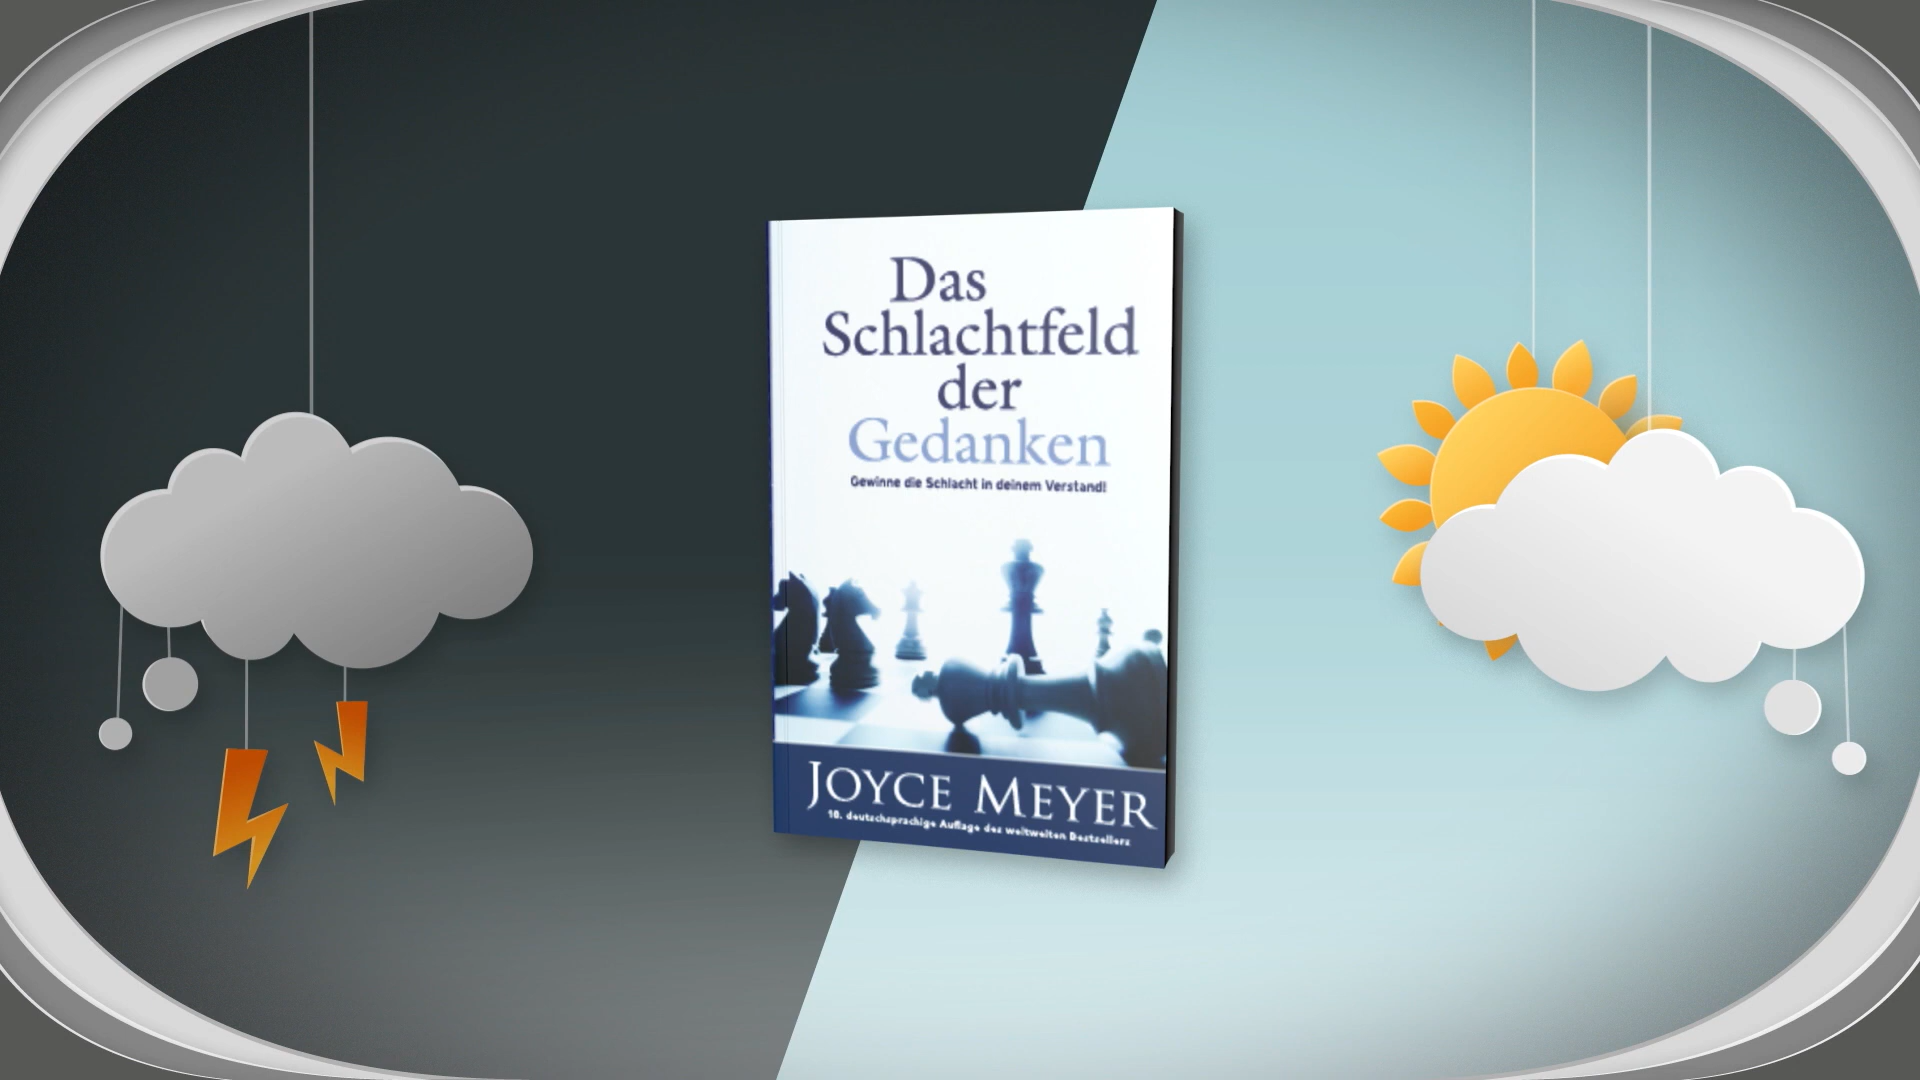 Das
Schlachtfeld
der
Gedanken
Gewinne die Schlacht in deinem Verstand!
JOYCE MEYER
10. deutschsprachige Auflage des weltweiten Bestsellers